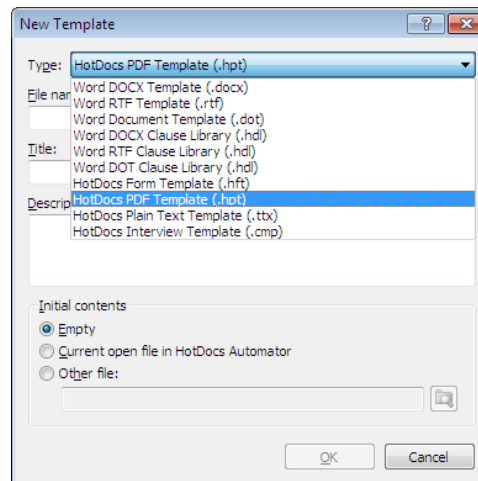 New Template
Type: HotDocs PDF Template (.hpt)
Word DOCX Template (.docx)
File nar
Word RTF Template (.rtf)
Word Document Template (.dot)
Word DOCX Clause Library (.hdl)
Title:
Word RTF Clause Library (.hdl)
Word DOT Clause Library (.hdl)
HotDocs Form Template (.hft)
Descrip
HotDocs PDF Template (.hpt)
HotDocs Plain Text Template (.ttx)
HotDocs Interview Template (.cmp)
Initial contents
Empty
Current open file in HotDocs Automator
Other file:
OK Cancel